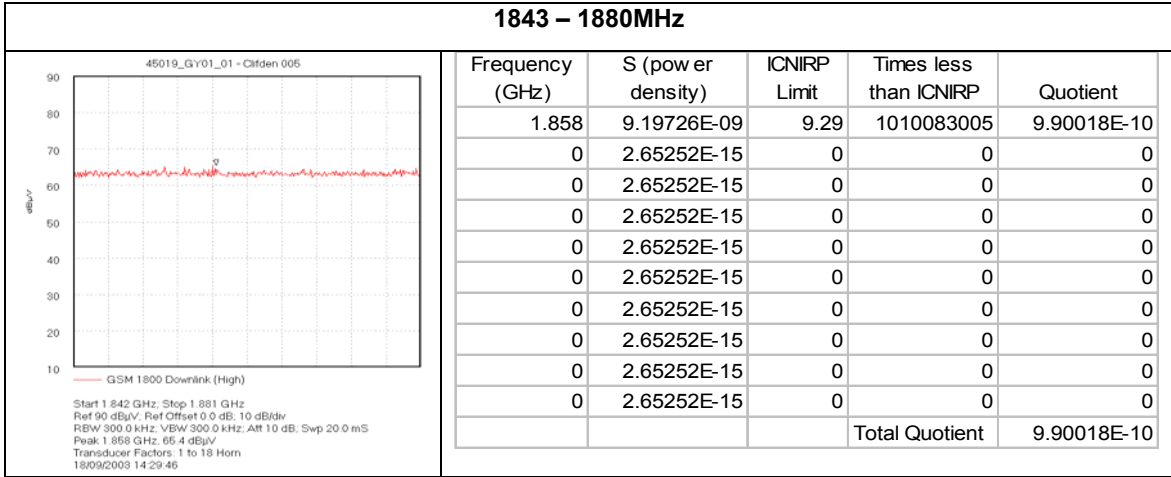 1843 – 1880MHz
45019_GY01_01 - Clifden 005
90
80
70
60
50
40
30
20
10
dBµV
GSM 1800 Downlink (High)
Start 1.842 GHz; Stop 1.881 GHz
Ref 90 dBµV; Ref Offset 0.0 dB; 10 dB/div
RBW 300.0 kHz; VBW 300.0 kHz; Att 10 dB; Swp 20.0 mS
Peak 1.858 GHz, 65.4 dBµV
Transducer Factors: 1 to 18 Horn
18/09/2003 14:29:46
Frequency (GHz) S (pow er density) ICNIRP Limit Times less than ICNIRP Quotient
1.858 9.19726E-09 9.29 1010083005 9.90018E-10
0 2.65252E-15 0 0 0
0 2.65252E-15 0 0 0
0 2.65252E-15 0 0 0
0 2.65252E-15 0 0 0
0 2.65252E-15 0 0 0
0 2.65252E-15 0 0 0
0 2.65252E-15 0 0 0
0 2.65252E-15 0 0 0
0 2.65252E-15 0 0 0
Total Quotient 9.90018E-10